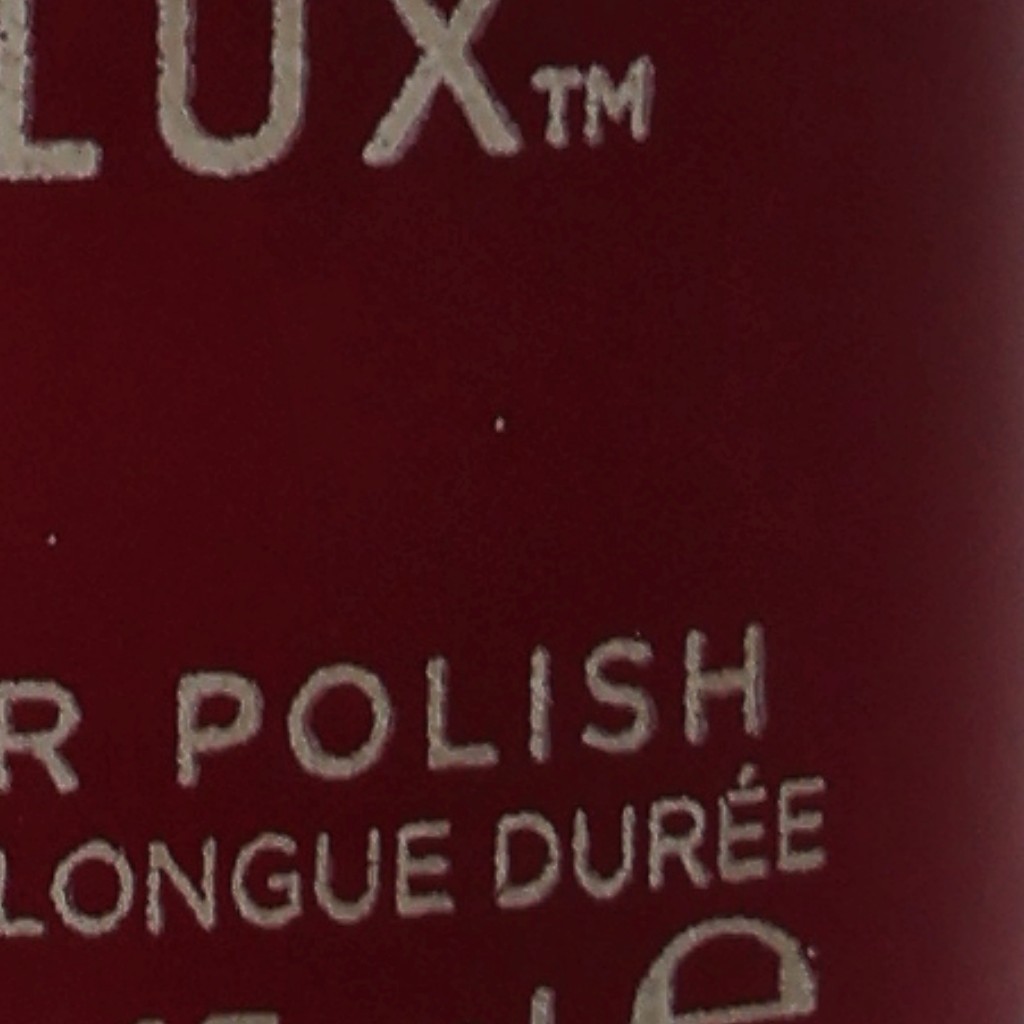 LUX™
R POLISH
LONGUE DURÉE
e